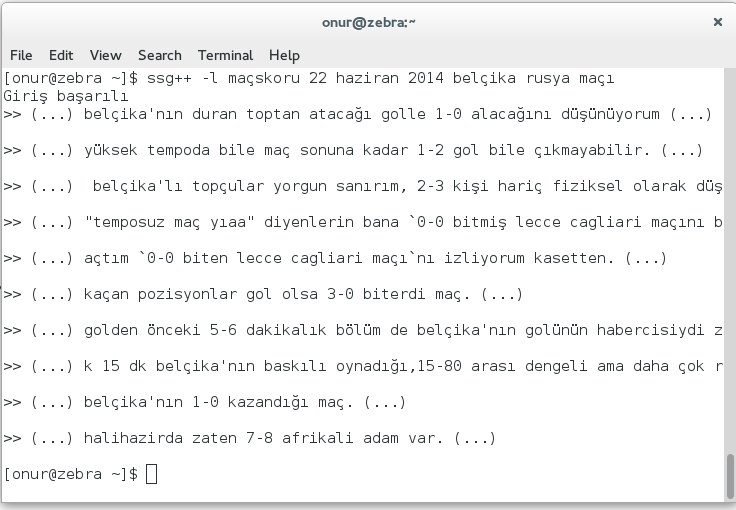 onur@zebra:~
File Edit View Search Terminal Help
[onur@zebra ~]$ ssg++ -l maçskoru 22 haziran 2014 belçika rusya maçı
Giriş başarılı
>> (...) belçika'nın duran toptan atacağı golle 1-0 alacağını düşünüyorum (...)
>> (...) yüksek tempoda bile maç sonuna kadar 1-2 gol bile çıkmayabilir. (...)
>> (...)  belçika'lı topçular yorgun sanırım, 2-3 kişi hariç fiziksel olarak düş
>> (...) "temposuz maç yıaa" diyenlerin bana `0-0 bitmiş lecce cagliari maçını b
>> (...) açtım `0-0 biten lecce cagliari maçı`nı izliyorum kasetten. (...)
>> (...) kaçan pozisyonlar gol olsa 3-0 biterdi maç. (...)
>> (...) golden önceki 5-6 dakikalık bölüm de belçika'nın golünün habercisiydi z
>> (...) k 15 dk belçika'nın baskılı oynadığı,15-80 arası dengeli ama daha çok r
>> (...) belçika'nın 1-0 kazandığı maç. (...)
>> (...) halihazirda zaten 7-8 afrikali adam var. (...)
[onur@zebra ~]$